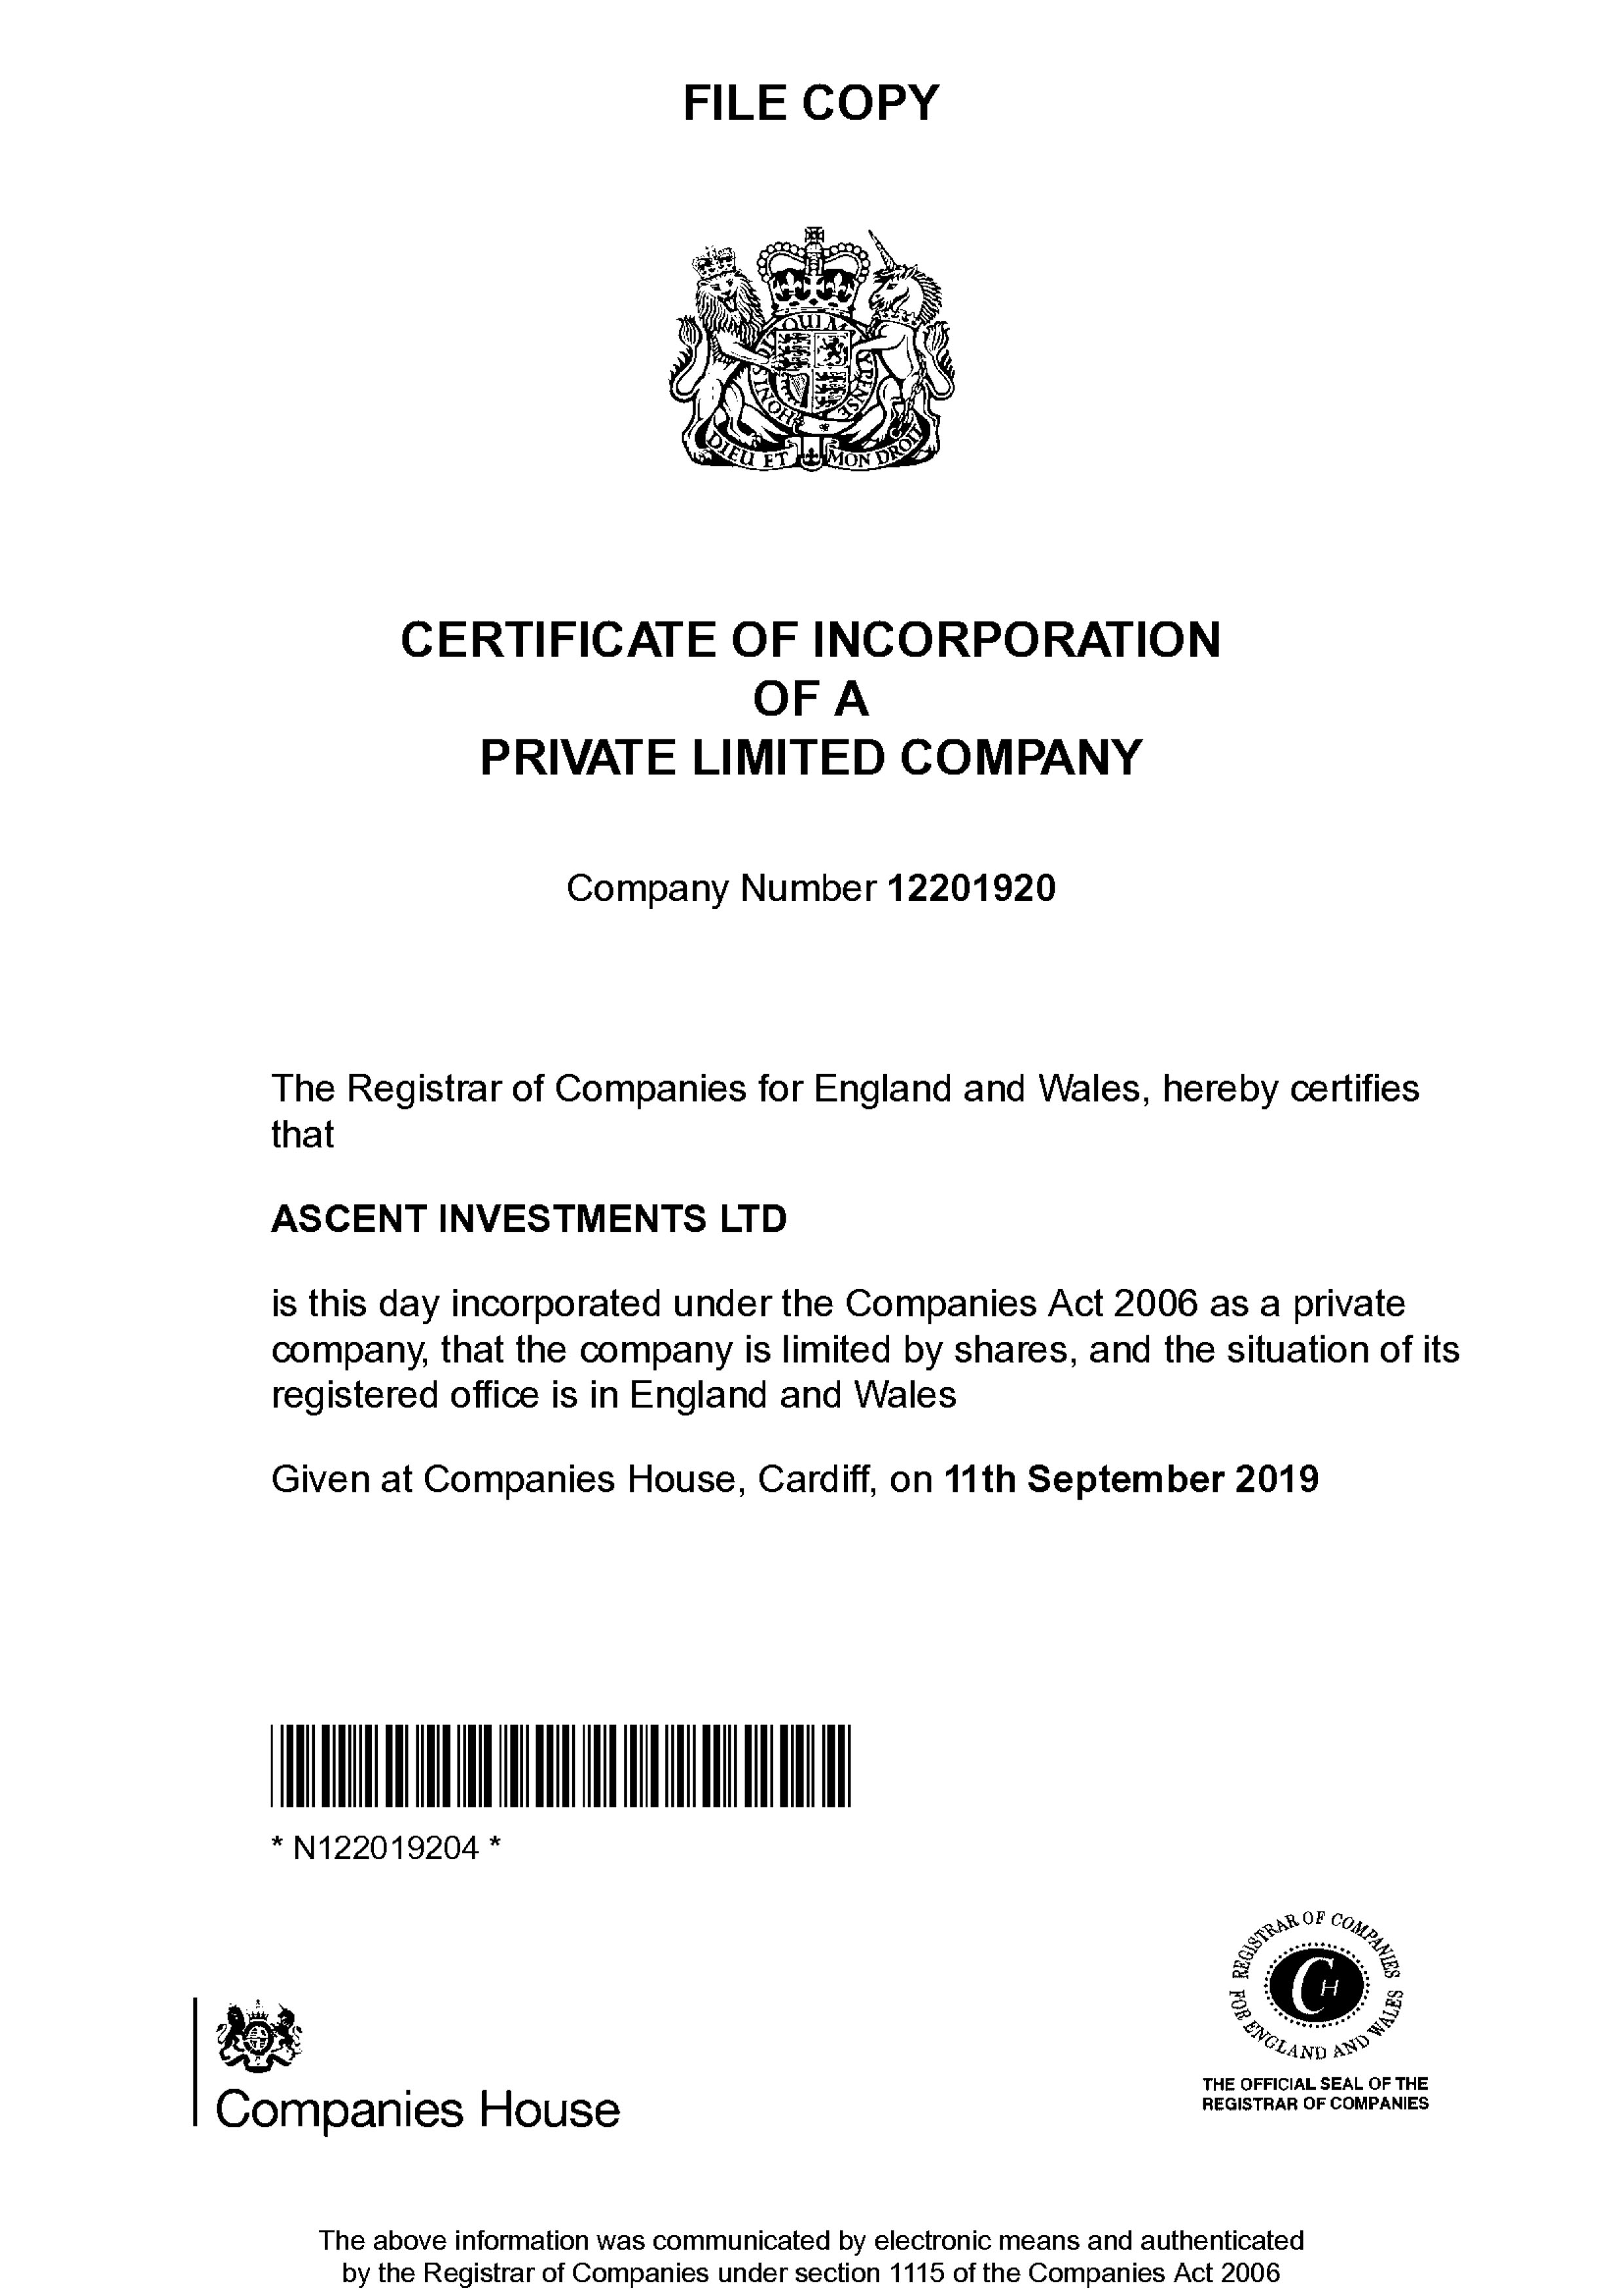 FILE COPY
DIEU ET MON DROIT
CERTIFICATE OF INCORPORATION
OF A
PRIVATE LIMITED COMPANY
Company Number 12201920
The Registrar of Companies for England and Wales, hereby certifies
that
ASCENT INVESTMENTS LTD
is this day incorporated under the Companies Act 2006 as a private
company, that the company is limited by shares, and the situation of its
registered office is in England and Wales
Given at Companies House, Cardiff, on 11th September 2019
* N122019204 *
REGISTRAR OF COMPANIES
FOR ENGLAND AND WALES
CH
THE OFFICIAL SEAL OF THE
REGISTRAR OF COMPANIES
Companies House
The above information was communicated by electronic means and authenticated
by the Registrar of Companies under section 1115 of the Companies Act 2006